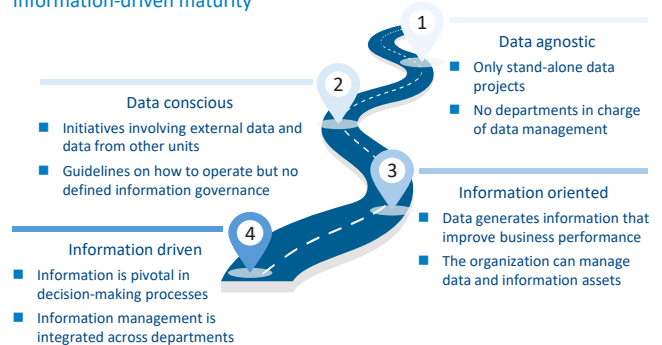 Information-driven maturity
1
Data agnostic
■ Only stand-alone data
projects
■ No departments in charge
of data management
2
Data conscious
■ Initiatives involving external data and
data from other units
■ Guidelines on how to operate but no
defined information governance
3
Information oriented
■ Data generates information that
improve business performance
■ The organization can manage
data and information assets
4
Information driven
■ Information is pivotal in
decision-making processes
■ Information management is
integrated across departments